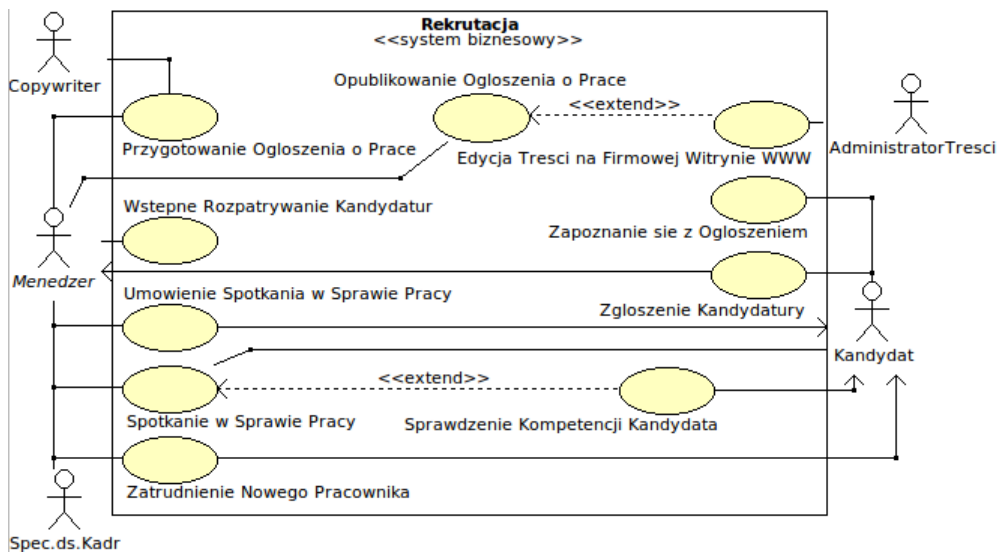 Rekrutacja
<<system biznesowy>>
Copywriter
Opublikowanie Ogloszenia o Prace
<<extend>>
Przygotowanie Ogloszenia o Prace
Edycja Tresci na Firmowej Witrynie WWW
AdministratorTresci
Wstepne Rozpatrywanie Kandydatur
Zapoznanie sie z Ogloszeniem
Menedzer
Umowienie Spotkania w Sprawie Pracy
Zgloszenie Kandydatury
Kandydat
<<extend>>
Spotkanie w Sprawie Pracy
Sprawdzenie Kompetencji Kandydata
Zatrudnienie Nowego Pracownika
Spec.ds.Kadr